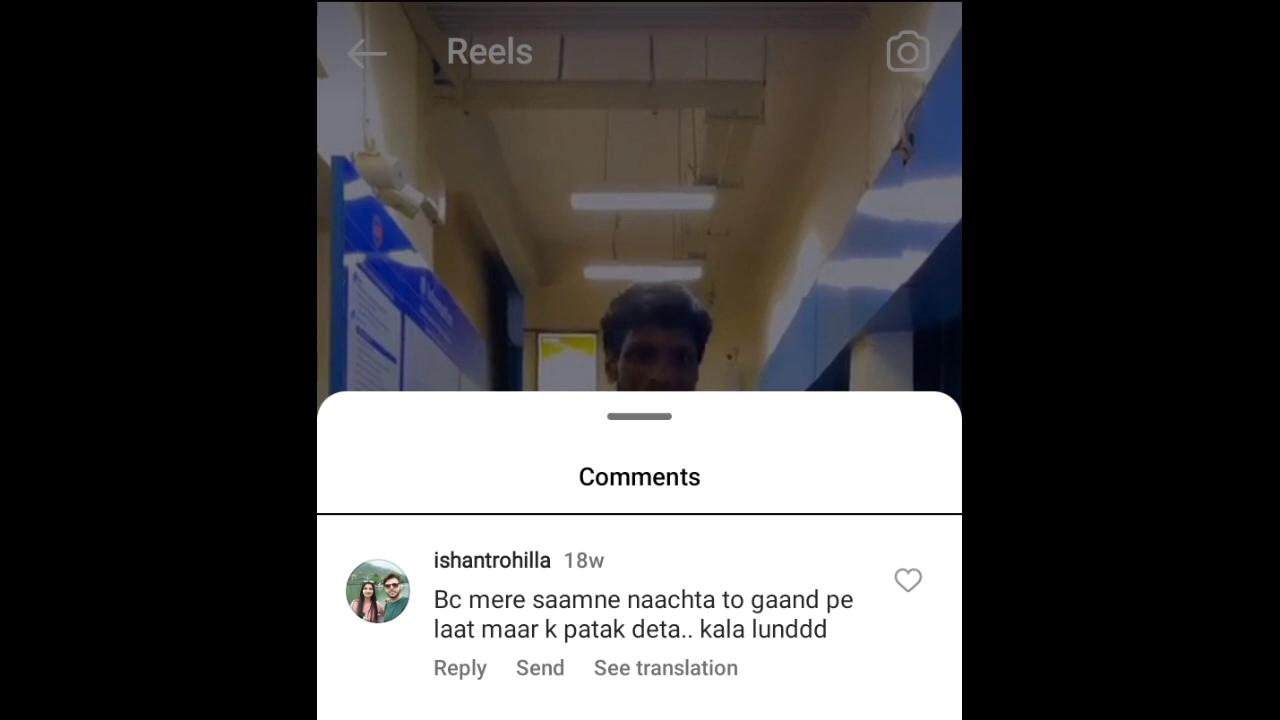 Reels
Comments
ishantrohilla 18w
Bc mere saamne naachta to gaand pe
laat maar k patak deta.. kala lunddd
Reply Send See translation